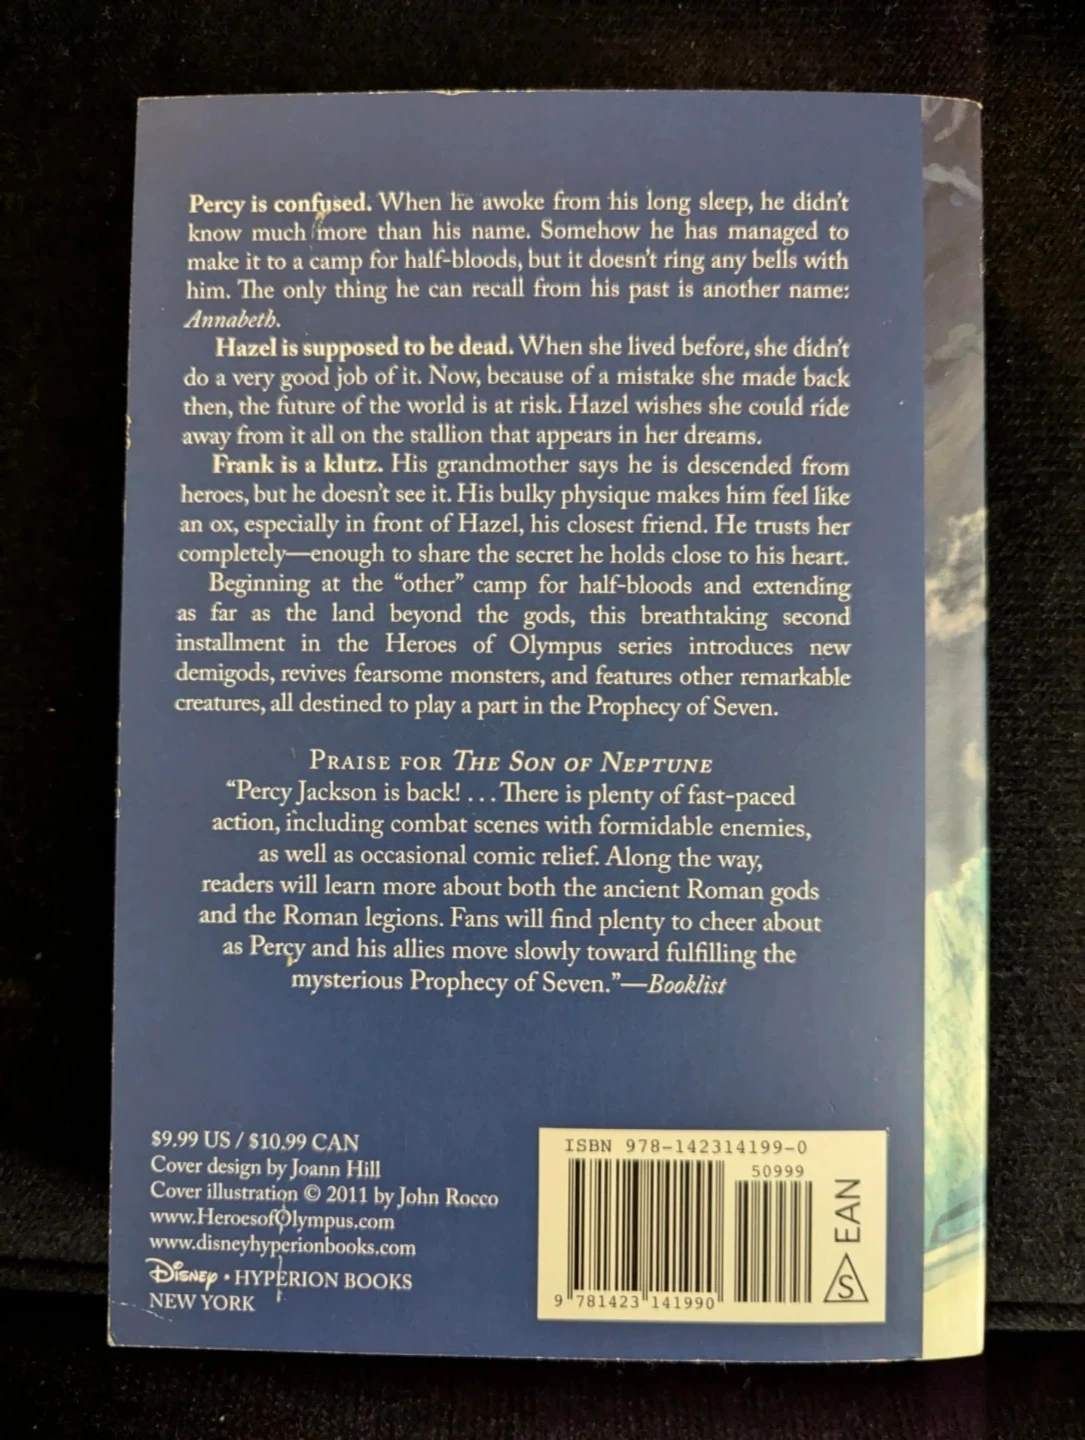 Percy is confused. When he awoke from his long sleep, he didn't
know much more than his name. Somehow he has managed to
make it to a camp for half-bloods, but it doesn't ring any bells with
him. The only thing he can recall from his past is another name:
Annabeth.
Hazel is supposed to be dead. When she lived before, she didn't
do a very good job of it. Now, because of a mistake she made back
then, the future of the world is at risk. Hazel wishes she could ride
away from it all on the stallion that appears in her dreams.
Frank is a klutz. His grandmother says he is descended from
heroes, but he doesn't see it. His bulky physique makes him feel like
an ox, especially in front of Hazel, his closest friend. He trusts her
completely—enough to share the secret he holds close to his heart.
Beginning at the “other” camp for half-bloods and extending
as far as the land beyond the gods, this breathtaking second
installment in the Heroes of Olympus series introduces new
demigods, revives fearsome monsters, and features other remarkable
creatures, all destined to play a part in the Prophecy of Seven.
PRAISE FOR THE SON OF NEPTUNE
“Percy Jackson is back! . . . There is plenty of fast-paced
action, including combat scenes with formidable enemies,
as well as occasional comic relief. Along the way,
readers will learn more about both the ancient Roman gods
and the Roman legions. Fans will find plenty to cheer about
as Percy and his allies move slowly toward fulfilling the
mysterious Prophecy of Seven.”—Booklist
$9.99 US / $10.99 CAN
Cover design by Joann Hill
Cover illustration © 2011 by John Rocco
www.HeroesofOlympus.com
www.disneyhyperionbooks.com
DISNEY • HYPERION BOOKS
NEW YORK
ISBN 978-142314199-0
50999
9 781423 141990
EAN
S